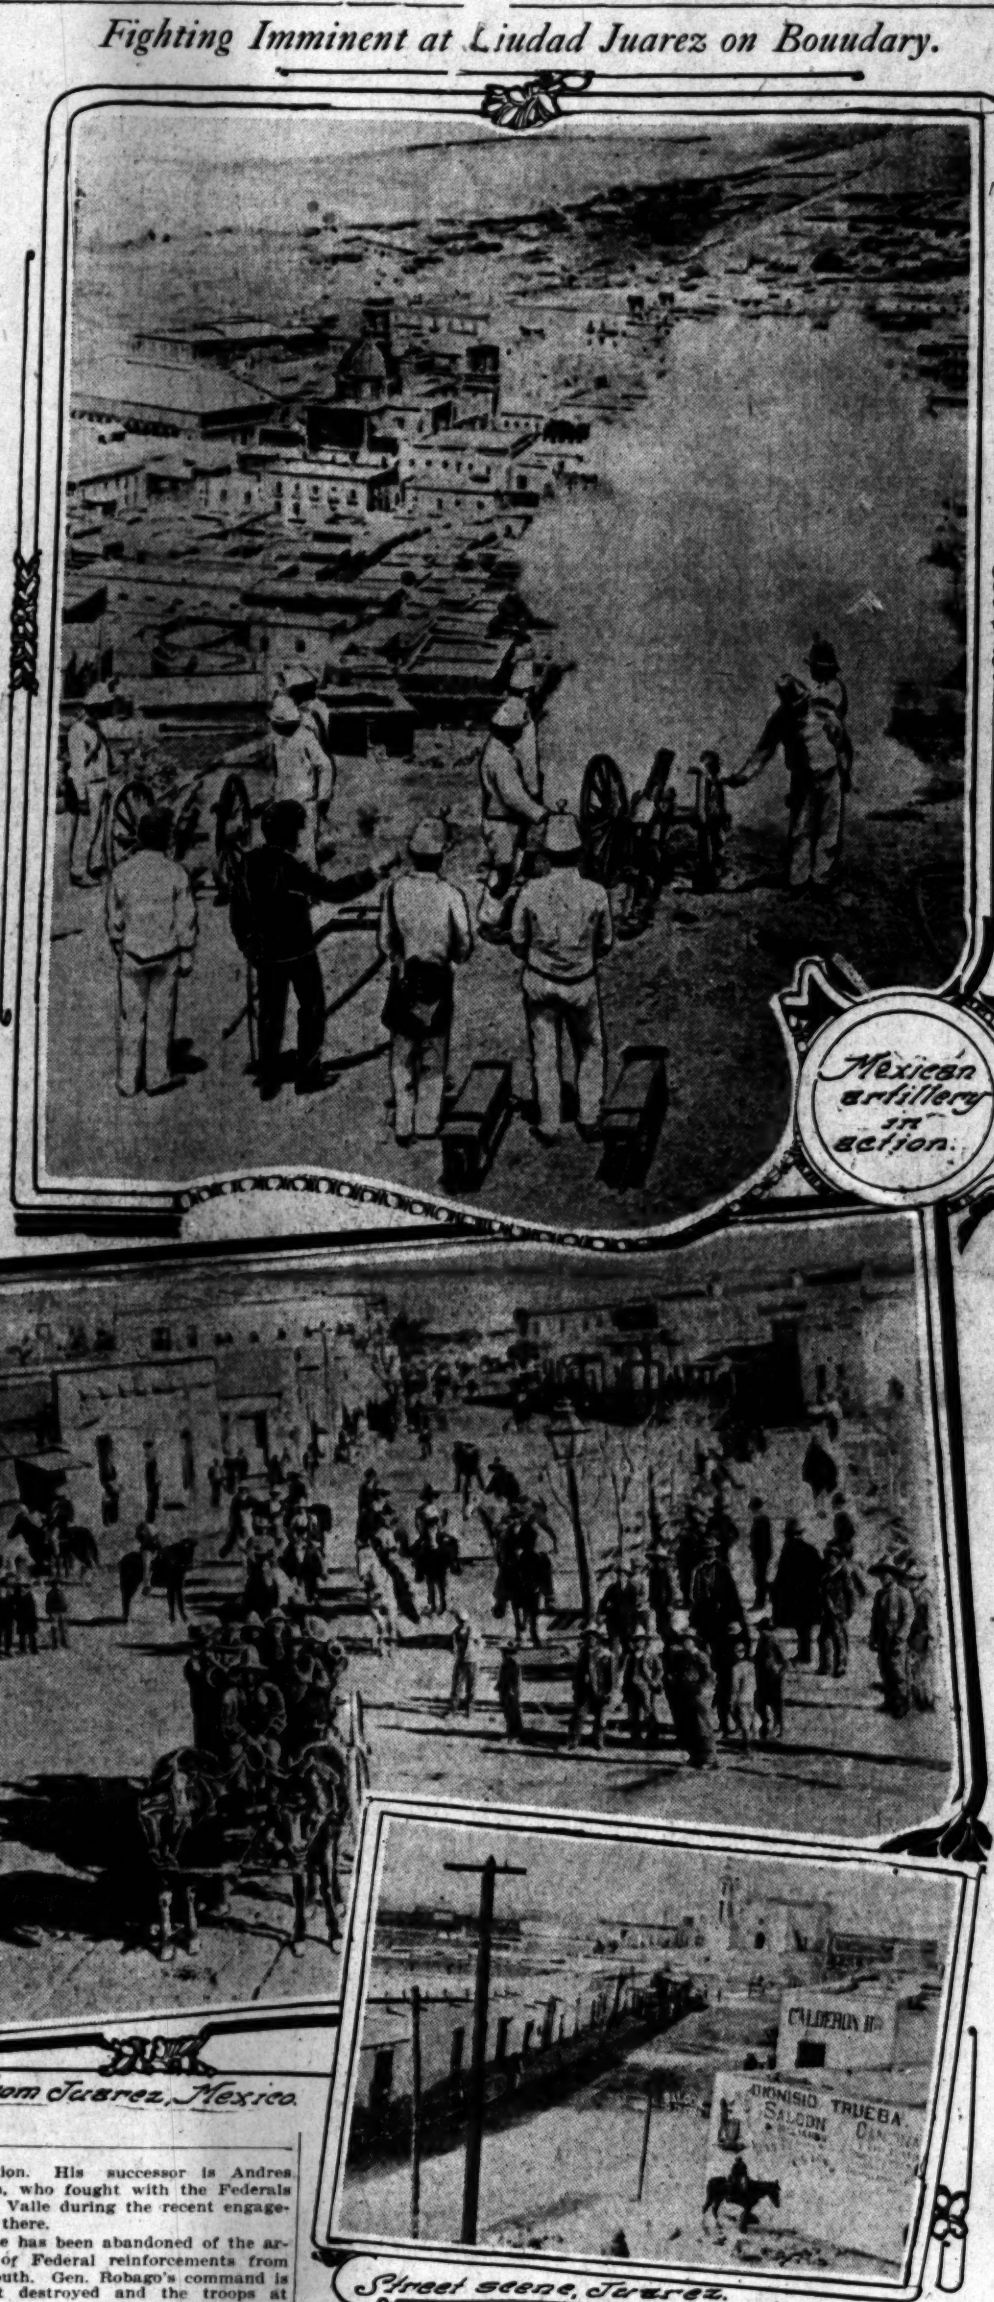 Fighting Imminent at Liudad Juarez on Bouudary.
Mexican
artillery
in
action.
CALDERON H
DIONISIO TRUEBA
SALOON
om Juarez, Mexico.
ion. His successor is Andres
, who fought with the Federals
Valle during the recent engage-
there.
e has been abandoned of the ar-
of Federal reinforcements from
outh. Gen. Robago's command is
t destroyed and the troops at
Street scene, Juarez.